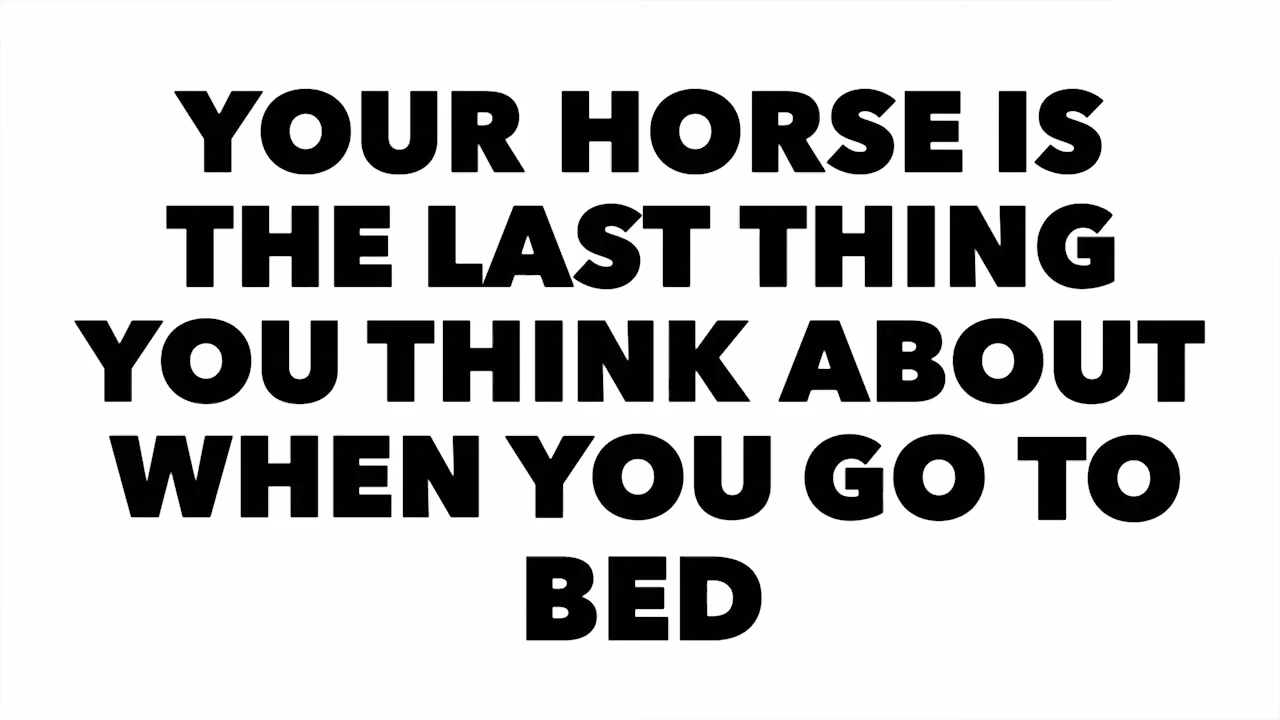 YOUR HORSE IS
THE LAST THING
YOU THINK ABOUT
WHEN YOU GO TO
BED